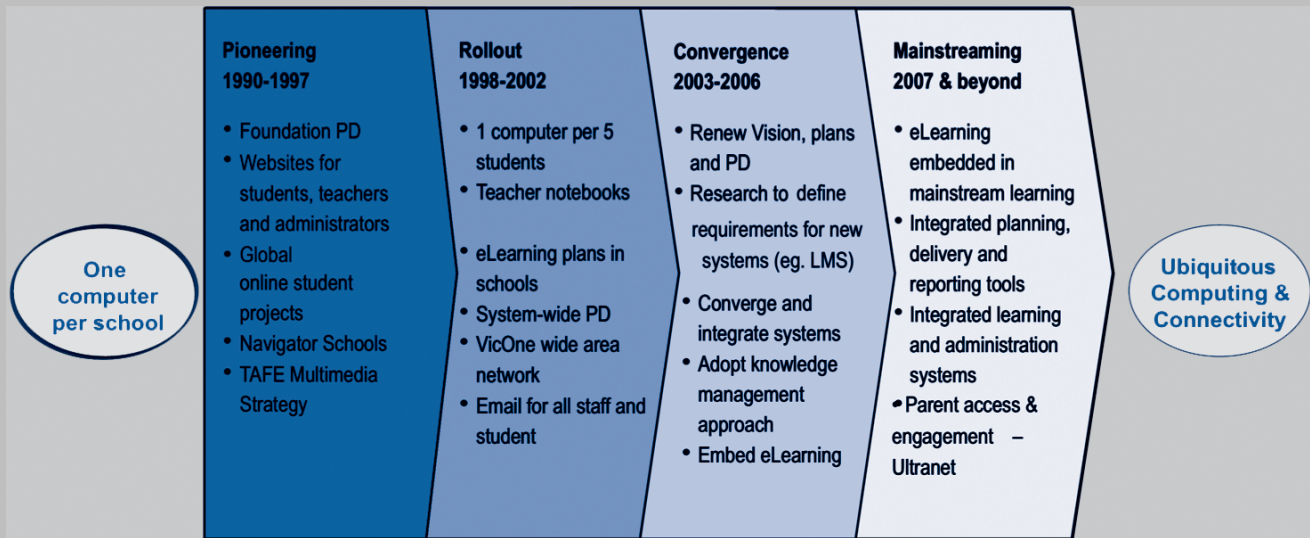 One
computer
per school
Pioneering
1990-1997
• Foundation PD
• Websites for
students, teachers
and administrators
• Global
online student
projects
• Navigator Schools
• TAFE Multimedia
Strategy
Rollout
1998-2002
• 1 computer per 5
students
• Teacher notebooks
• eLearning plans in
schools
• System-wide PD
• VicOne wide area
network
• Email for all staff and
student
Convergence
2003-2006
• Renew Vision, plans
and PD
• Research to define
requirements for new
systems (eg. LMS)
• Converge and
integrate systems
• Adopt knowledge
management
approach
• Embed eLearning
Mainstreaming
2007 & beyond
• eLearning
embedded in
mainstream learning
• Integrated planning,
delivery and
reporting tools
• Integrated learning
and administration
systems
• Parent access &
engagement –
Ultranet
Ubiquitous
Computing &
Connectivity